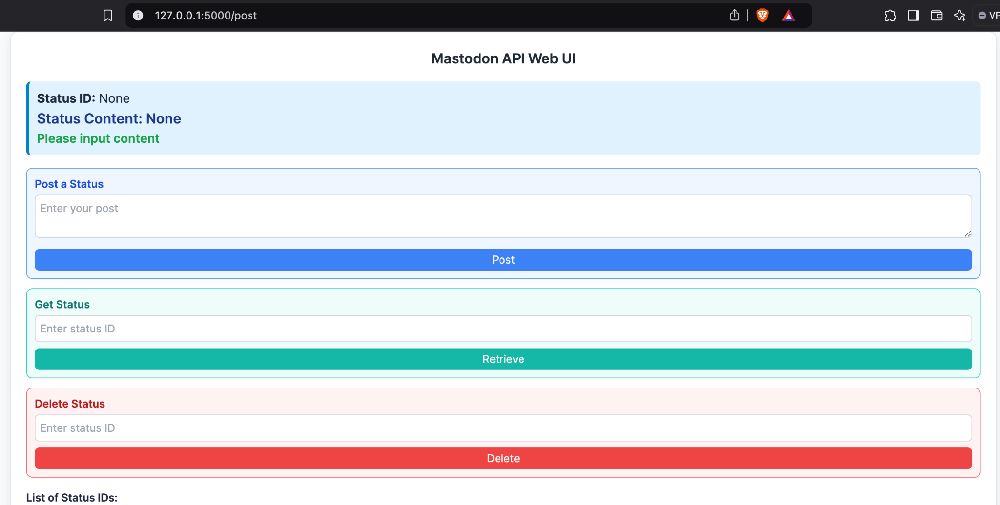 127.0.0.1:5000/post
VP
Mastodon API Web UI
Status ID: None
Status Content: None
Please input content
Post a Status
Enter your post
Post
Get Status
Enter status ID
Retrieve
Delete Status
Enter status ID
Delete
List of Status IDs: